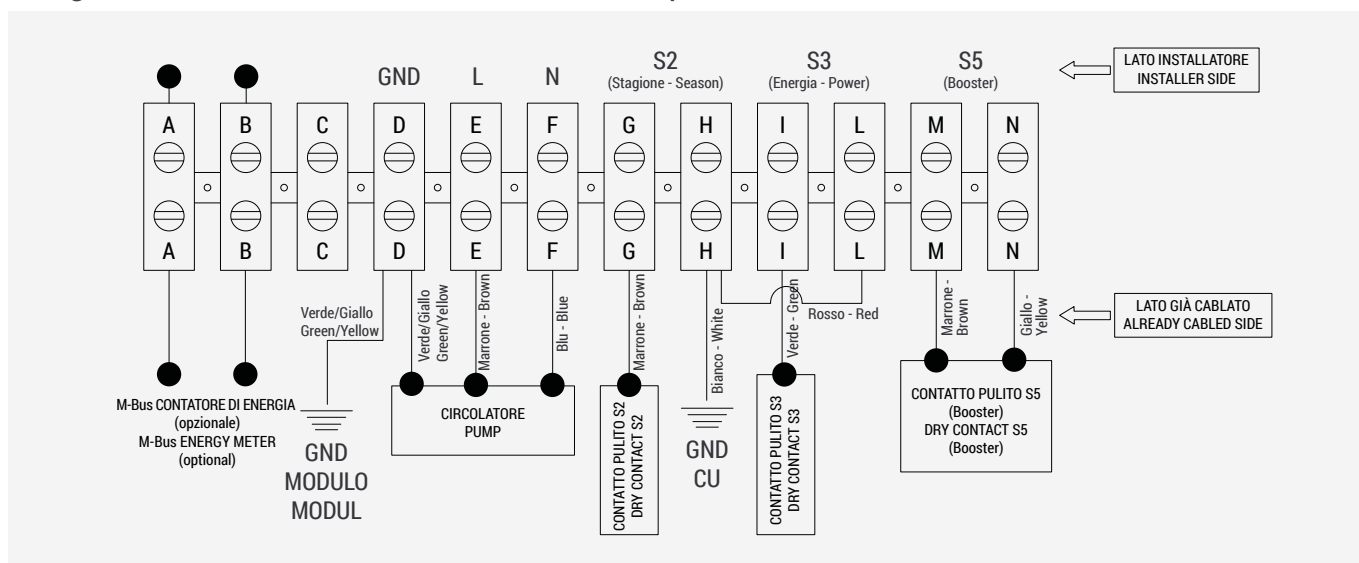 GND
L
N
S2
(Stagione - Season)
S3
(Energia - Power)
S5
(Booster)
LATO INSTALLATORE
INSTALLER SIDE
A
B
C
D
E
F
G
H
I
L
M
N
A
B
C
D
E
F
G
H
I
L
M
N
Verde/Giallo
Green/Yellow
Verde/Giallo
Green/Yellow
Marrone - Brown
Blu - Blue
Marrone - Brown
Bianco - White
Verde - Green
Rosso - Red
Marrone -
Brown
Giallo -
Yellow
LATO GIÀ CABLATO
ALREADY CABLED SIDE
M-Bus CONTATORE DI ENERGIA
(opzionale)
M-Bus ENERGY METER
(optional)
GND
MODULO
MODUL
CIRCOLATORE
PUMP
CONTATTO PULITO S2
DRY CONTACT S2
GND
CU
CONTATTO PULITO S3
DRY CONTACT S3
CONTATTO PULITO S5
(Booster)
DRY CONTACT S5
(Booster)